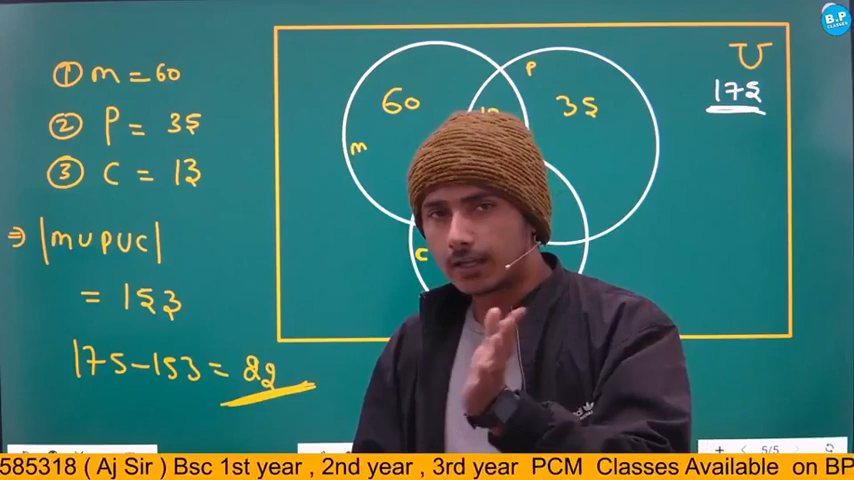 ① m = 60
② P = 35
③ C = 13
⇒ |m∪P∪C|
= 153
175-153 = 22
60
P
35
m
C
U
175
B.P
CLASSES
+ < 5/5 >
585318 ( Aj Sir ) Bsc 1st year , 2nd year , 3rd year PCM Classes Available on BP